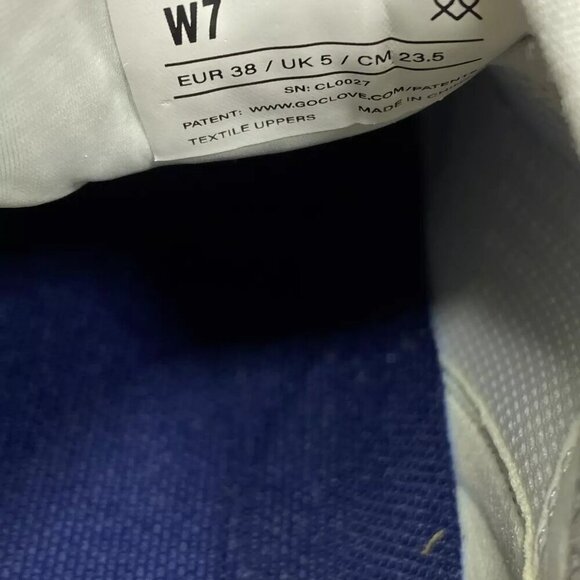 W7
EUR 38 / UK 5 / CM 23.5
SN: CL0027
PATENT: WWW.GOCLOVE.COM/PATENTS
TEXTILE UPPERS MADE IN CHINA